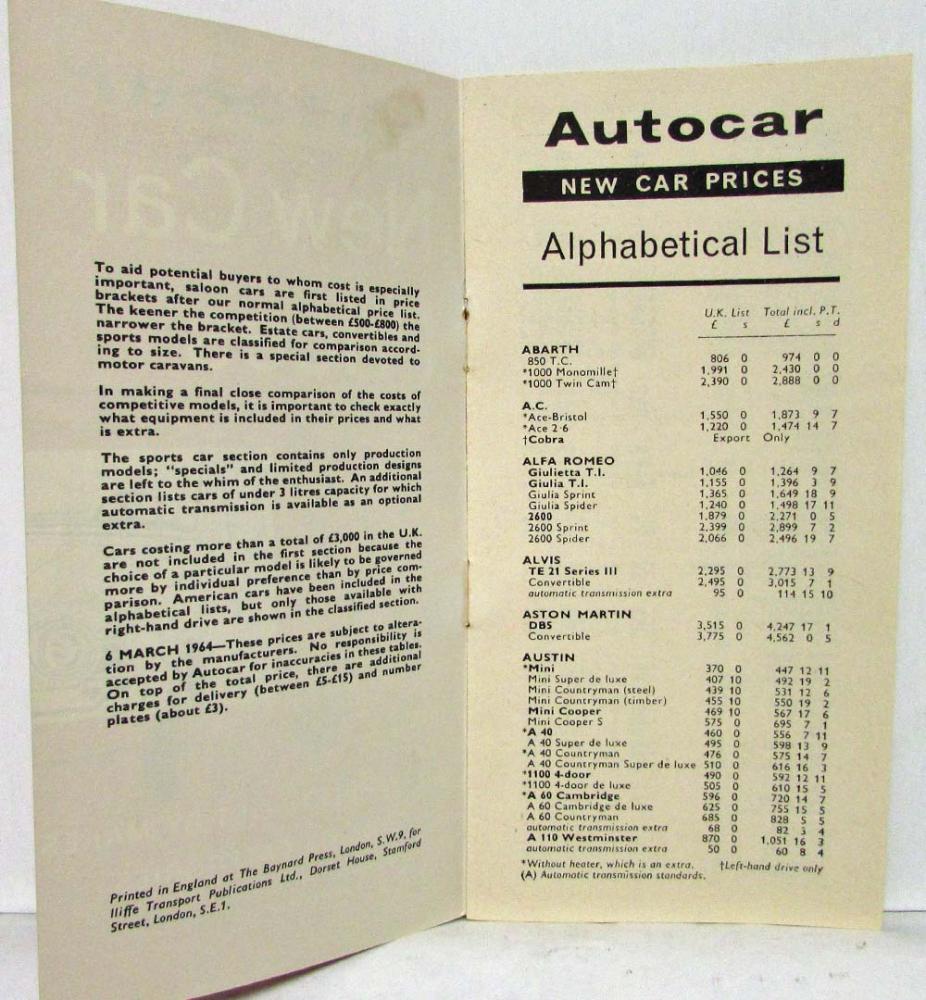 To aid potential buyers to whom cost is especially
important, saloon cars are first listed in price
brackets after our normal alphabetical price list.
The keener the competition (between £500-£800) the
narrower the bracket. Estate cars, convertibles and
sports models are classified for comparison accord-
ing to size. There is a special section devoted to
motor caravans.
In making a final close comparison of the costs of
competitive models, it is important to check exactly
what equipment is included in their prices and what
is extra.
The sports car section contains only production
models; "specials" and limited production designs
are left to the whim of the enthusiast. An additional
section lists cars of under 3 litres capacity for which
automatic transmission is available as an optional
extra.
Cars costing more than a total of £3,000 in the U.K.
are not included in the first section because the
choice of a particular model is likely to be governed
more by individual preference than by price com-
parison. American cars have been included in the
alphabetical lists, but only those available with
right-hand drive are shown in the classified section.
6 MARCH 1964—These prices are subject to altera-
tion by the manufacturers. No responsibility is
accepted by Autocar for inaccuracies in these tables.
On top of the total price, there are additional
charges for delivery (between £5-£15) and number
plates (about £3).
Printed in England at The Baynard Press, London, S.W.9, for
Iliffe Transport Publications Ltd., Dorset House, Stamford
Street, London, S.E.1.
Autocar
NEW CAR PRICES
Alphabetical List
U.K. List Total incl. P.T.
£ s £ s d
ABARTH
850 T.C. 806 0 974 0 0
*1000 Monomille† 1,991 0 2,430 0 0
*1000 Twin Cam† 2,390 0 2,888 0 0
A.C.
*Ace-Bristol 1,550 0 1,873 9 7
*Ace 2·6 1,220 0 1,474 14 7
†Cobra Export Only
ALFA ROMEO
Giulietta T.I. 1,046 0 1,264 9 7
Giulia T.I. 1,155 0 1,396 3 9
Giulia Sprint 1,365 0 1,649 18 9
Giulia Spider 1,240 0 1,498 17 11
2600 1,879 0 2,271 0 5
2600 Sprint 2,399 0 2,899 7 2
2600 Spider 2,066 0 2,496 19 7
ALVIS
TE 21 Series III 2,295 0 2,773 13 9
Convertible 2,495 0 3,015 7 1
automatic transmission extra 95 0 114 15 10
ASTON MARTIN
DB5 3,515 0 4,247 17 1
Convertible 3,775 0 4,562 0 5
AUSTIN
*Mini 370 0 447 12 11
Mini Super de luxe 407 10 492 19 2
Mini Countryman (steel) 439 10 531 12 6
Mini Countryman (timber) 455 10 550 19 2
Mini Cooper 469 10 567 17 6
Mini Cooper S 575 0 695 7 1
*A 40 460 0 556 7 11
A 40 Super de luxe 495 0 598 13 9
*A 40 Countryman 476 0 575 14 7
A 40 Countryman Super de luxe 510 0 616 16 3
*1100 4-door 490 0 592 12 11
*1100 4-door de luxe 505 0 610 15 5
*A 60 Cambridge 596 0 720 14 7
A 60 Cambridge de luxe 625 0 755 15 5
A 60 Countryman 685 0 828 5 5
automatic transmission extra 68 0 82 3 4
A 110 Westminster 870 0 1,051 16 3
automatic transmission extra 50 0 60 8 4
*Without heater, which is an extra. †Left-hand drive only
(A) Automatic transmission standards.